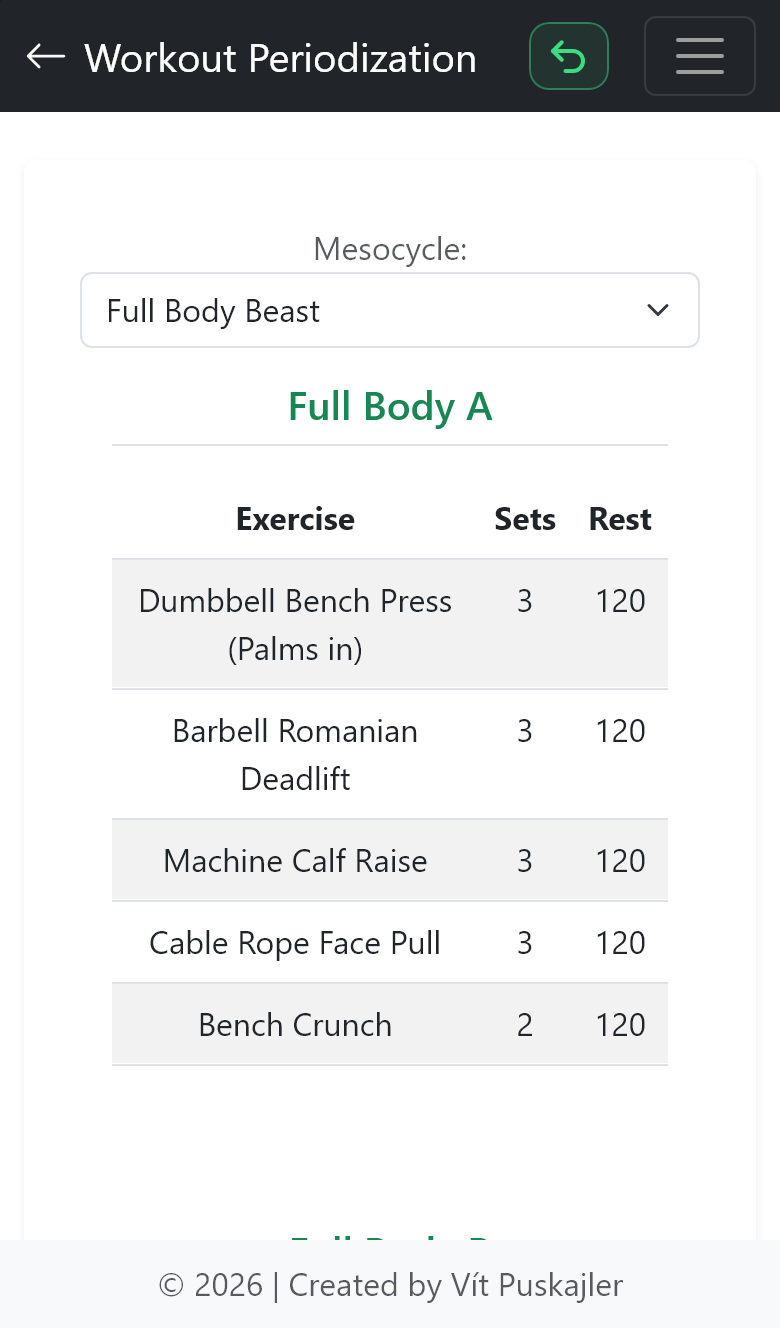 Workout Periodization
Mesocycle:
Full Body Beast
Full Body A
Exercise Sets Rest
Dumbbell Bench Press 3 120
(Palms in)
Barbell Romanian 3 120
Deadlift
Machine Calf Raise 3 120
Cable Rope Face Pull 3 120
Bench Crunch 2 120
© 2026 | Created by Vít Puskajler